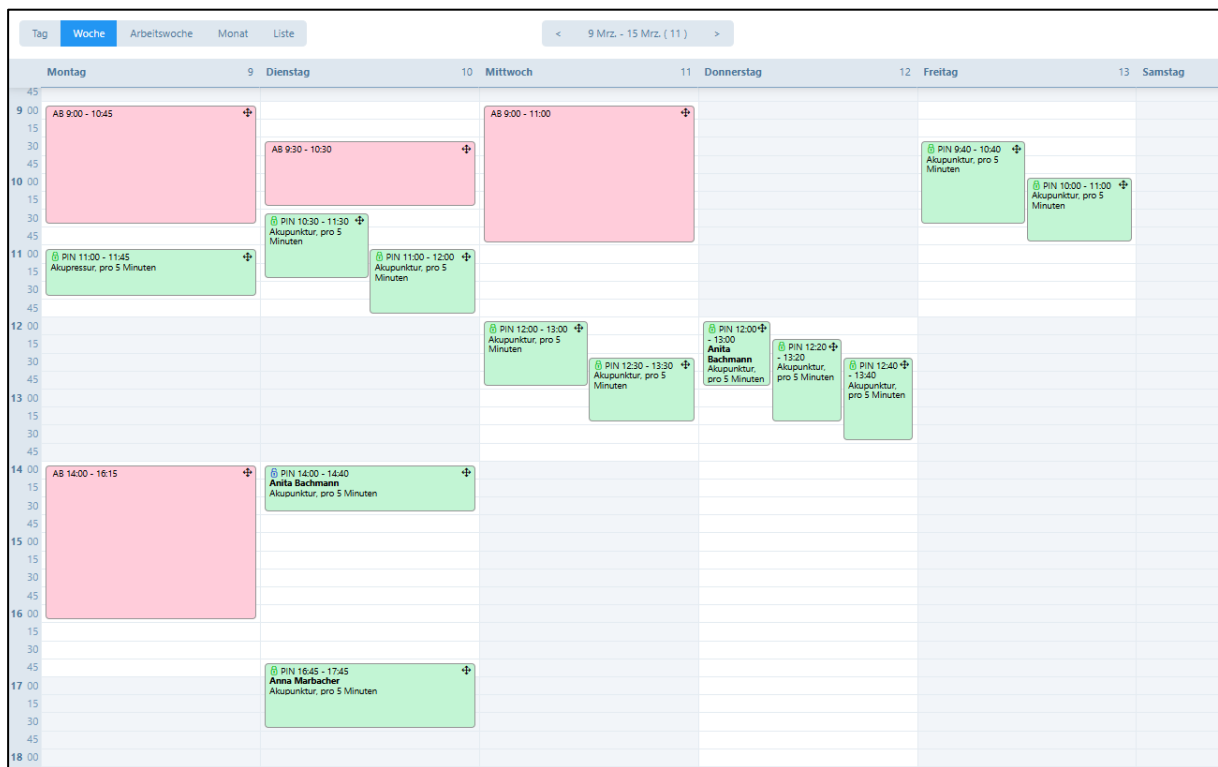 Tag Woche Arbeitswoche Monat Liste < 9 Mrz. - 15 Mrz. ( 11 ) >
Montag 9 Dienstag 10 Mittwoch 11 Donnerstag 12 Freitag 13 Samstag
45
9 00
15
30
45
10 00
15
30
45
11 00
15
30
45
12 00
15
30
45
13 00
15
30
45
14 00
15
30
45
15 00
15
30
45
16 00
15
30
45
17 00
15
30
45
18 00
AB 9:00 - 10:45
PIN 11:00 - 11:45
Akupressur, pro 5 Minuten
AB 14:00 - 16:15
AB 9:30 - 10:30
PIN 10:30 - 11:30
Akupunktur, pro 5
Minuten
PIN 11:00 - 12:00
Akupunktur, pro 5
Minuten
PIN 14:00 - 14:40
Anita Bachmann
Akupunktur, pro 5 Minuten
PIN 16:45 - 17:45
Anna Marbacher
Akupunktur, pro 5 Minuten
AB 9:00 - 11:00
PIN 12:00 - 13:00
Akupunktur, pro 5
Minuten
PIN 12:30 - 13:30
Akupunktur, pro 5
Minuten
PIN 12:00
- 13:00
Anita
Bachmann
Akupunktur,
pro 5 Minuten
PIN 12:20
- 13:20
Akupunktur,
pro 5 Minuten
PIN 12:40
- 13:40
Akupunktur,
pro 5 Minuten
PIN 9:40 - 10:40
Akupunktur, pro 5
Minuten
PIN 10:00 - 11:00
Akupunktur, pro 5
Minuten